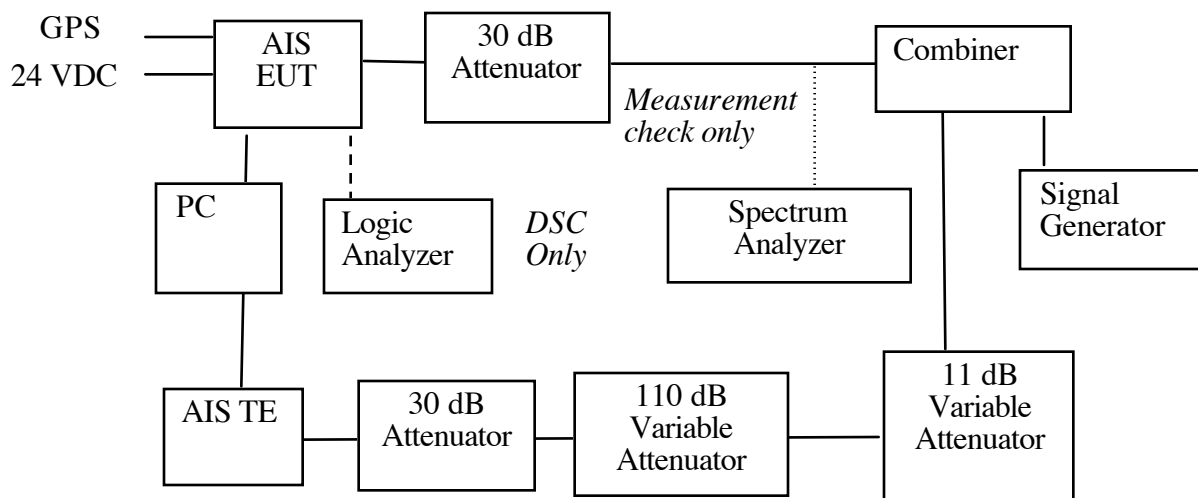 GPS
24 VDC
AIS
EUT
30 dB
Attenuator
Combiner
Measurement
check only
PC
Logic
Analyzer
DSC
Only
Spectrum
Analyzer
Signal
Generator
AIS TE
30 dB
Attenuator
110 dB
Variable
Attenuator
11 dB
Variable
Attenuator